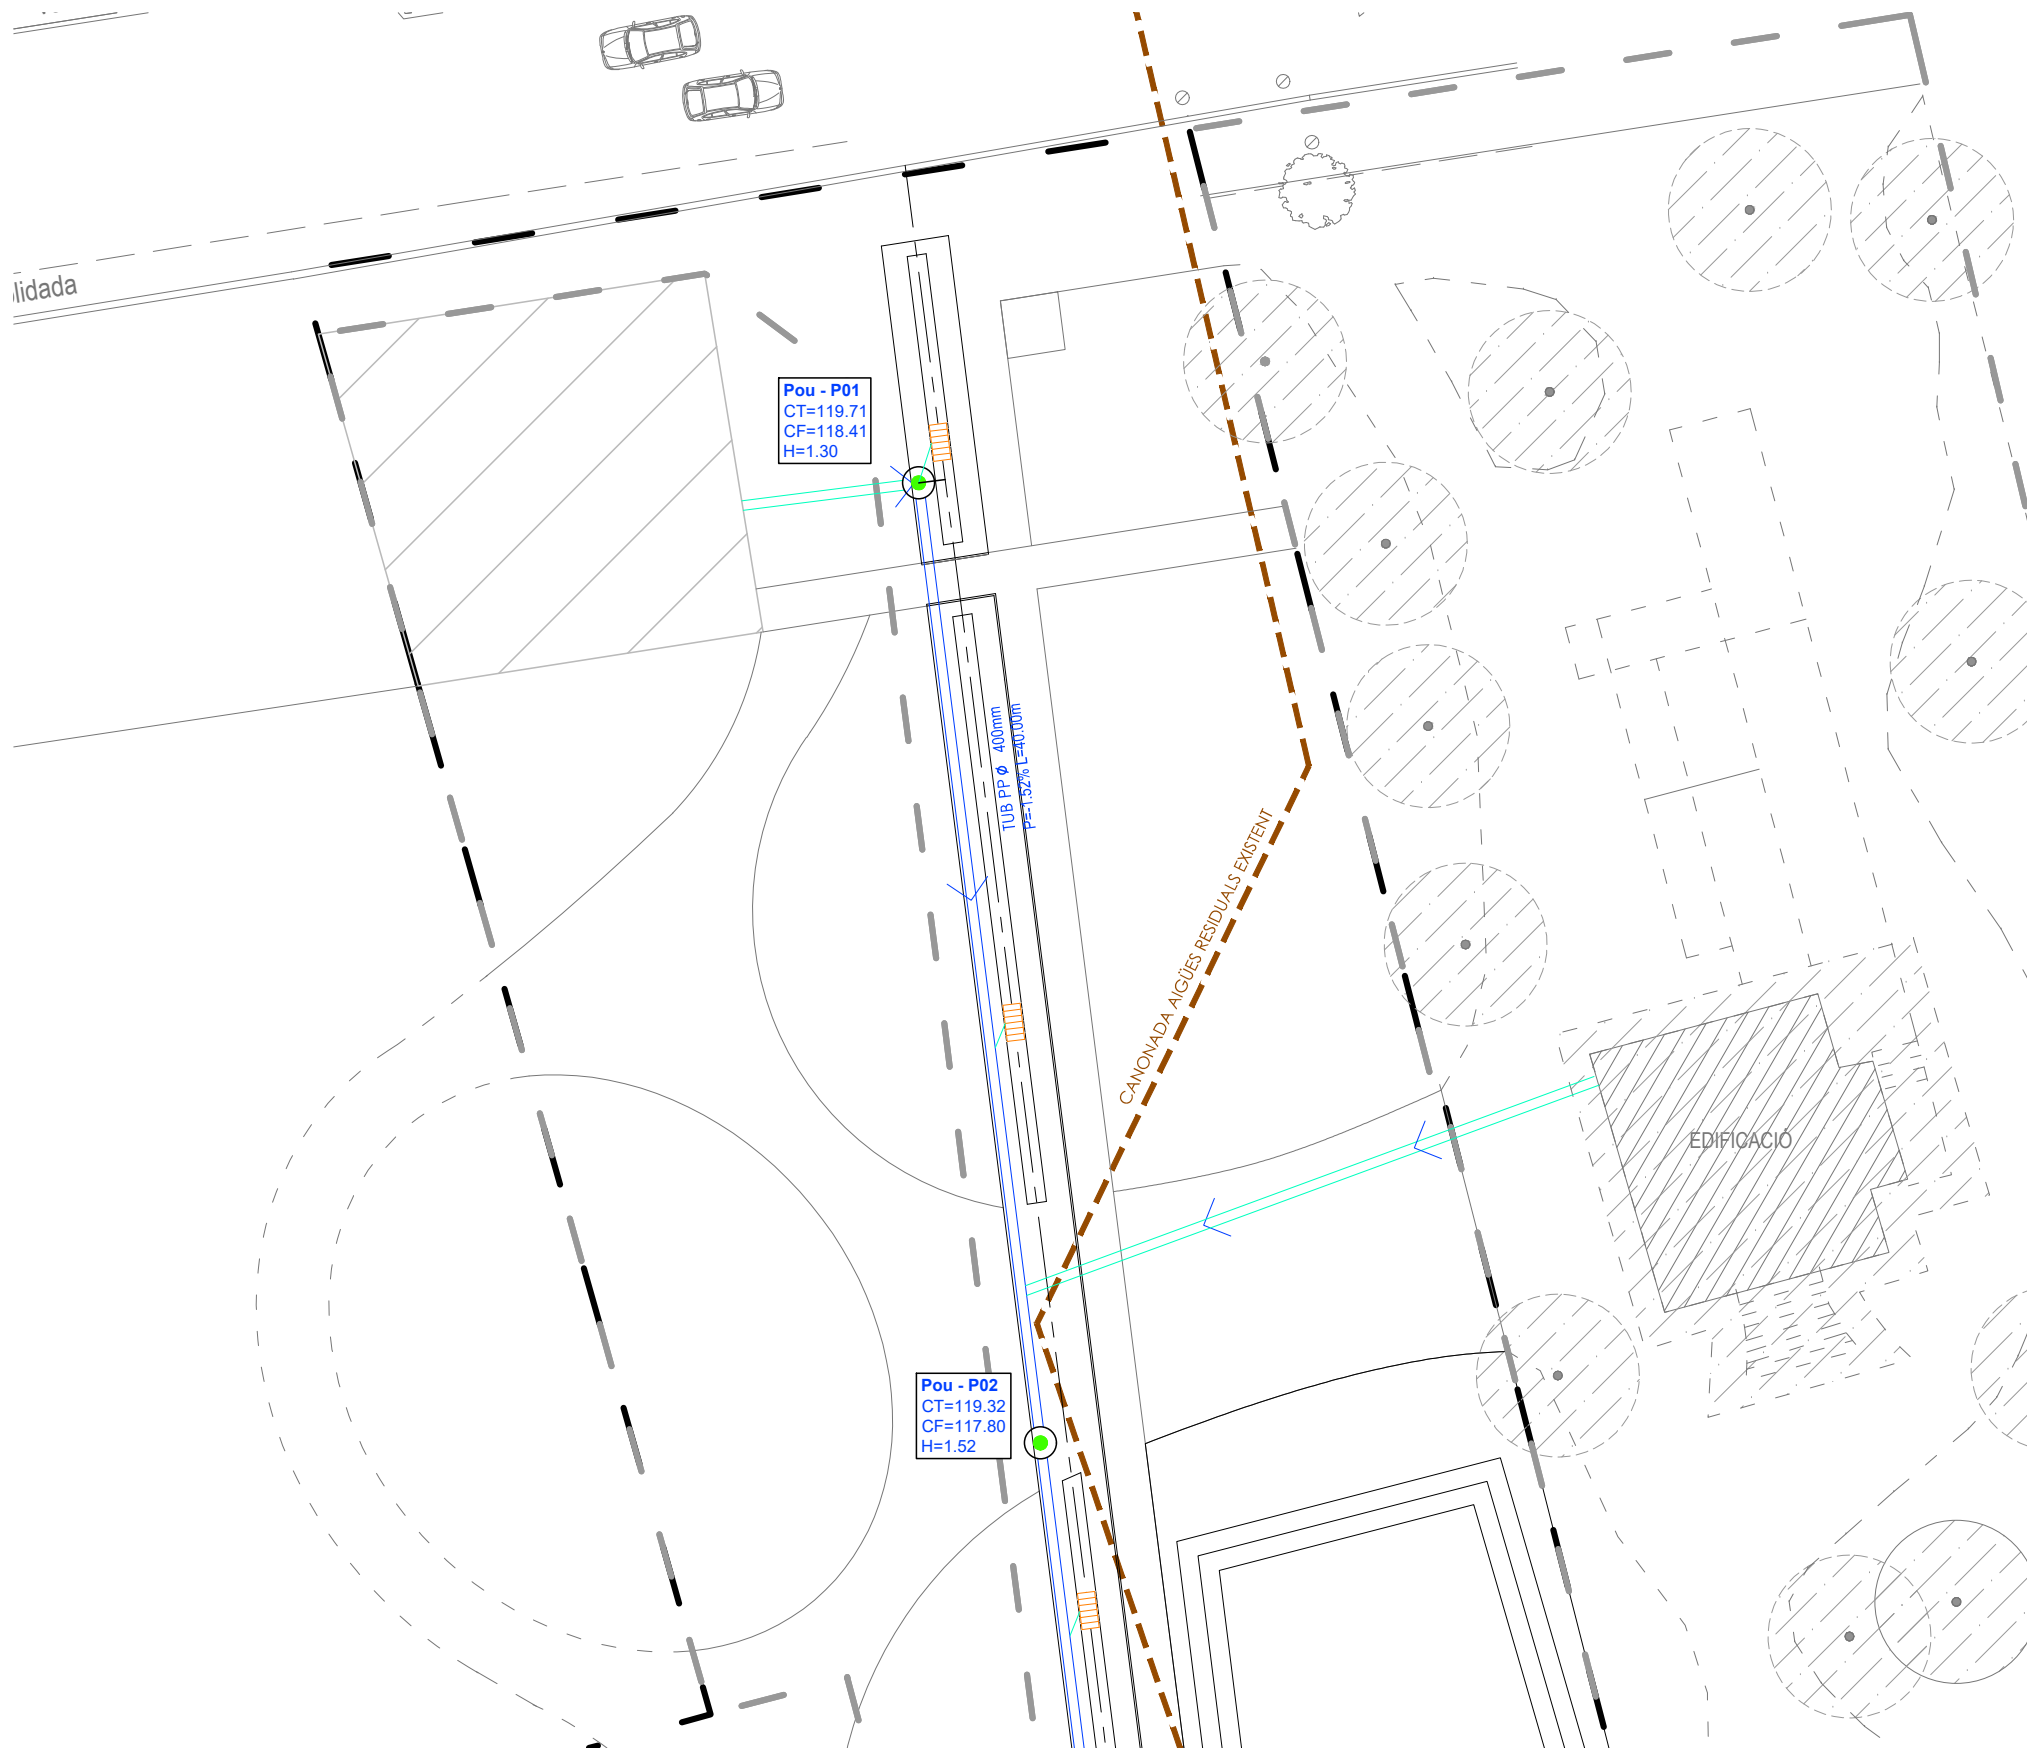 lidada
Pou - P01
CT=119.71
CF=118.41
H=1.30
TUB PP Ø 400mm
P=-1.52% L=40.00m
CANONADA AIGÜES RESIDUALS EXISTENT
EDIFICACIÓ
Pou - P02
CT=119.32
CF=117.80
H=1.52